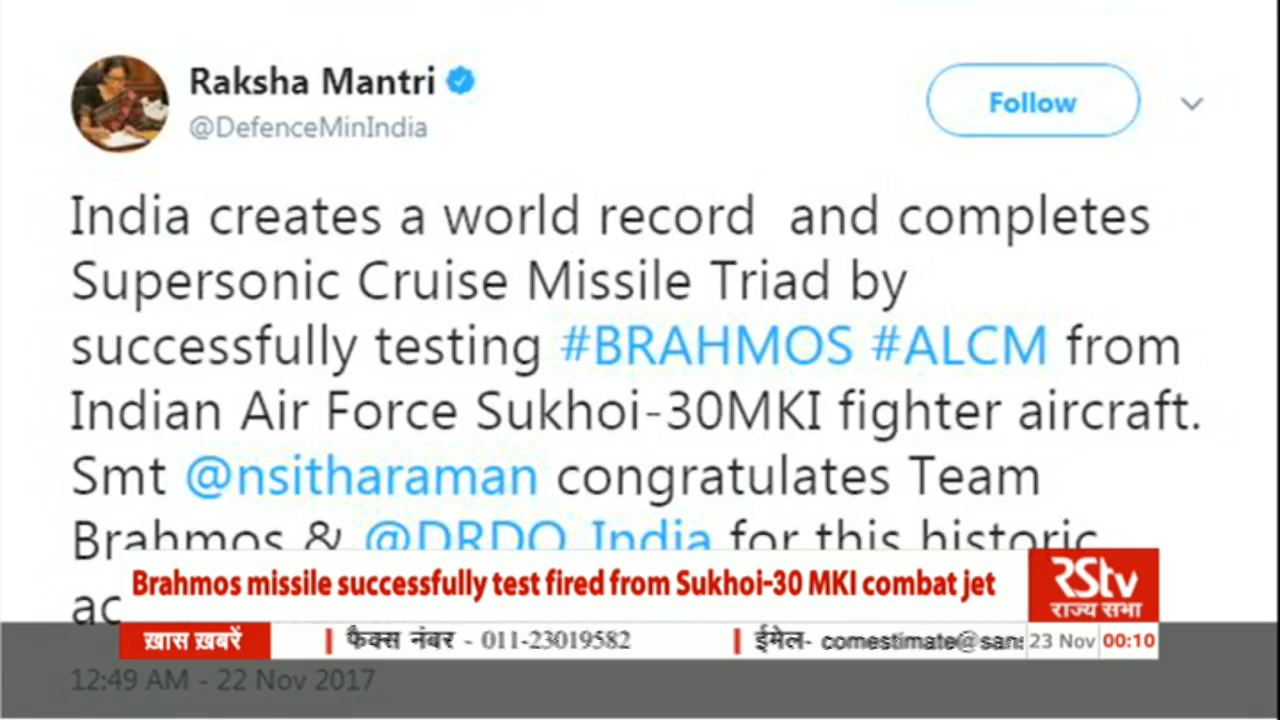 Raksha Mantri
@DefenceMinIndia
Follow
India creates a world record and completes
Supersonic Cruise Missile Triad by
successfully testing #BRAHMOS #ALCM from
Indian Air Force Sukhoi-30MKI fighter aircraft.
Smt @nsitharaman congratulates Team
Brahmos & @DRDO_India for this historic
Brahmos missile successfully test fired from Sukhoi-30 MKI combat jet
RStv
राज्य सभा
ख़ास ख़बरें
फैक्स नंबर - 011-23019582
ईमेल- comestimate@sans
23 Nov 00:10
12:49 AM - 22 Nov 2017